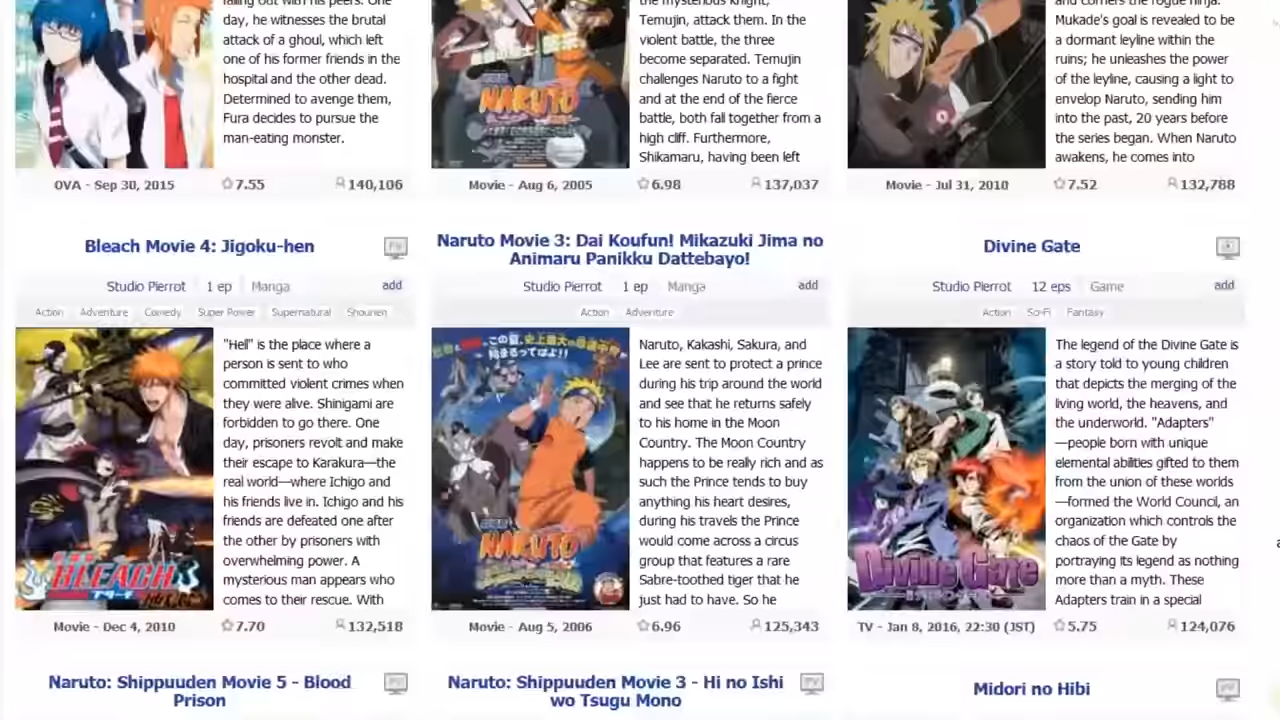 falling out with his peers. One
day, he witnesses the brutal
attack of a ghoul, which left
one of his former friends in the
hospital and the other dead.
Determined to avenge them,
Fura decides to pursue the
man-eating monster.
OVA - Sep 30, 2015
7.55
140,106
the mysterious knight,
Temujin, attack them. In the
violent battle, the three
become separated. Temujin
challenges Naruto to a fight
and at the end of the fierce
battle, both fall together from a
high cliff. Furthermore,
Shikamaru, having been left
NARUTO
Movie - Aug 6, 2005
6.98
137,037
and corners the rogue ninja.
Mukade's goal is revealed to be
a dormant leyline within the
ruins; he unleashes the power
of the leyline, causing a light to
envelop Naruto, sending him
into the past, 20 years before
the series began. When Naruto
awakens, he comes into
Movie - Jul 31, 2010
7.52
132,788
Bleach Movie 4: Jigoku-hen
Studio Pierrot
1 ep
Manga
add
Action Adventure Comedy Super Power Supernatural Shounen
"Hell" is the place where a
person is sent to who
committed violent crimes when
they were alive. Shinigami are
forbidden to go there. One
day, prisoners revolt and make
their escape to Karakura—the
real world—where Ichigo and
his friends live in. Ichigo and his
friends are defeated one after
the other by prisoners with
overwhelming power. A
mysterious man appears who
comes to their rescue. With
BLEACH
Movie - Dec 4, 2010
7.70
132,518
Naruto Movie 3: Dai Koufun! Mikazuki Jima no
Animaru Panikku Dattebayo!
Studio Pierrot
1 ep
Manga
add
Action Adventure
Naruto, Kakashi, Sakura, and
Lee are sent to protect a prince
during his trip around the world
and see that he returns safely
to his home in the Moon
Country. The Moon Country
happens to be really rich and as
such the Prince tends to buy
anything his heart desires,
during his travels the Prince
would come across a circus
group that features a rare
Sabre-toothed tiger that he
just had to have. So he
NARUTO
Movie - Aug 5, 2006
6.96
125,343
Divine Gate
Studio Pierrot
12 eps
Game
add
Action Sci-Fi Fantasy
The legend of the Divine Gate is
a story told to young children
that depicts the merging of the
living world, the heavens, and
the underworld. "Adapters"
—people born with unique
elemental abilities gifted to them
from the union of these worlds
—formed the World Council, an
organization which controls the
chaos of the Gate by
portraying its legend as nothing
more than a myth. These
Adapters train in a special
Divine Gate
TV - Jan 8, 2016, 22:30 (JST)
5.75
124,076
Naruto: Shippuuden Movie 5 - Blood
Prison
Naruto: Shippuuden Movie 3 - Hi no Ishi
wo Tsugu Mono
Midori no Hibi